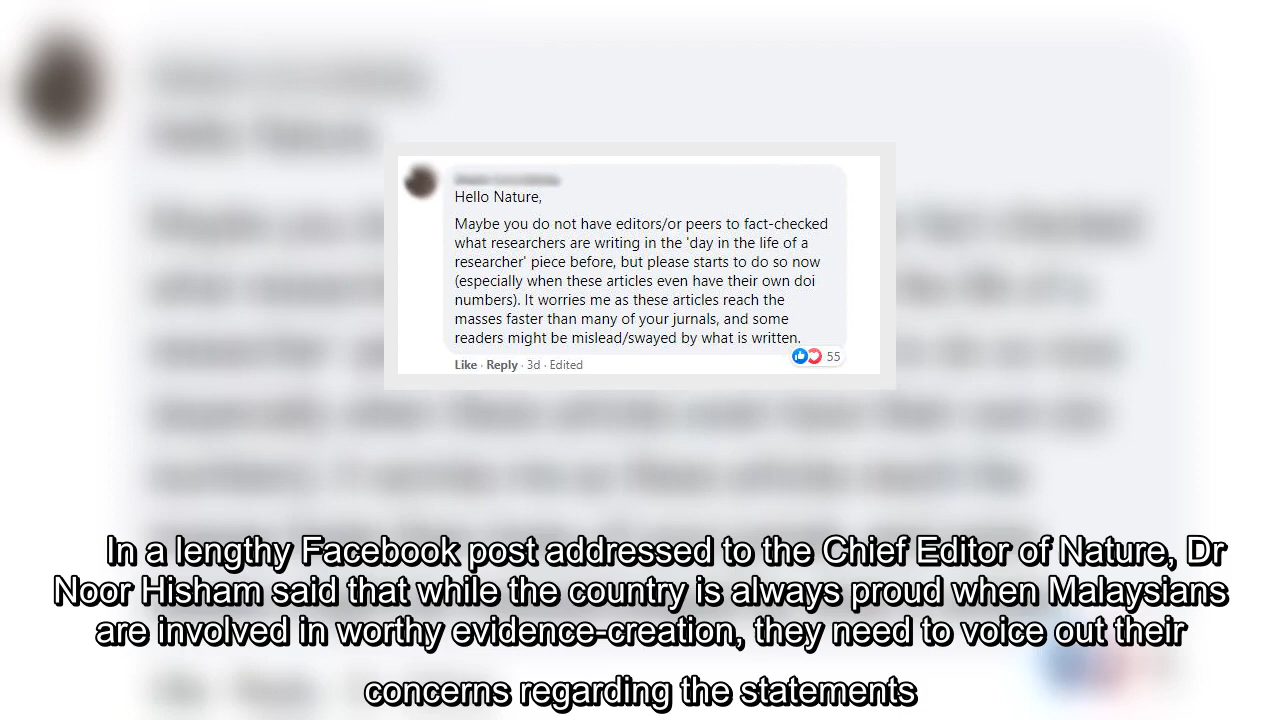 Hello Nature,
Maybe you do not have editors/or peers to fact-checked
what researchers are writing in the 'day in the life of a
researcher' piece before, but please starts to do so now
(especially when these articles even have their own doi
numbers). It worries me as these articles reach the
masses faster than many of your jurnals, and some
readers might be mislead/swayed by what is written.
55
Like · Reply · 3d · Edited
In a lengthy Facebook post addressed to the Chief Editor of Nature, Dr
Noor Hisham said that while the country is always proud when Malaysians
are involved in worthy evidence-creation, they need to voice out their
concerns regarding the statements